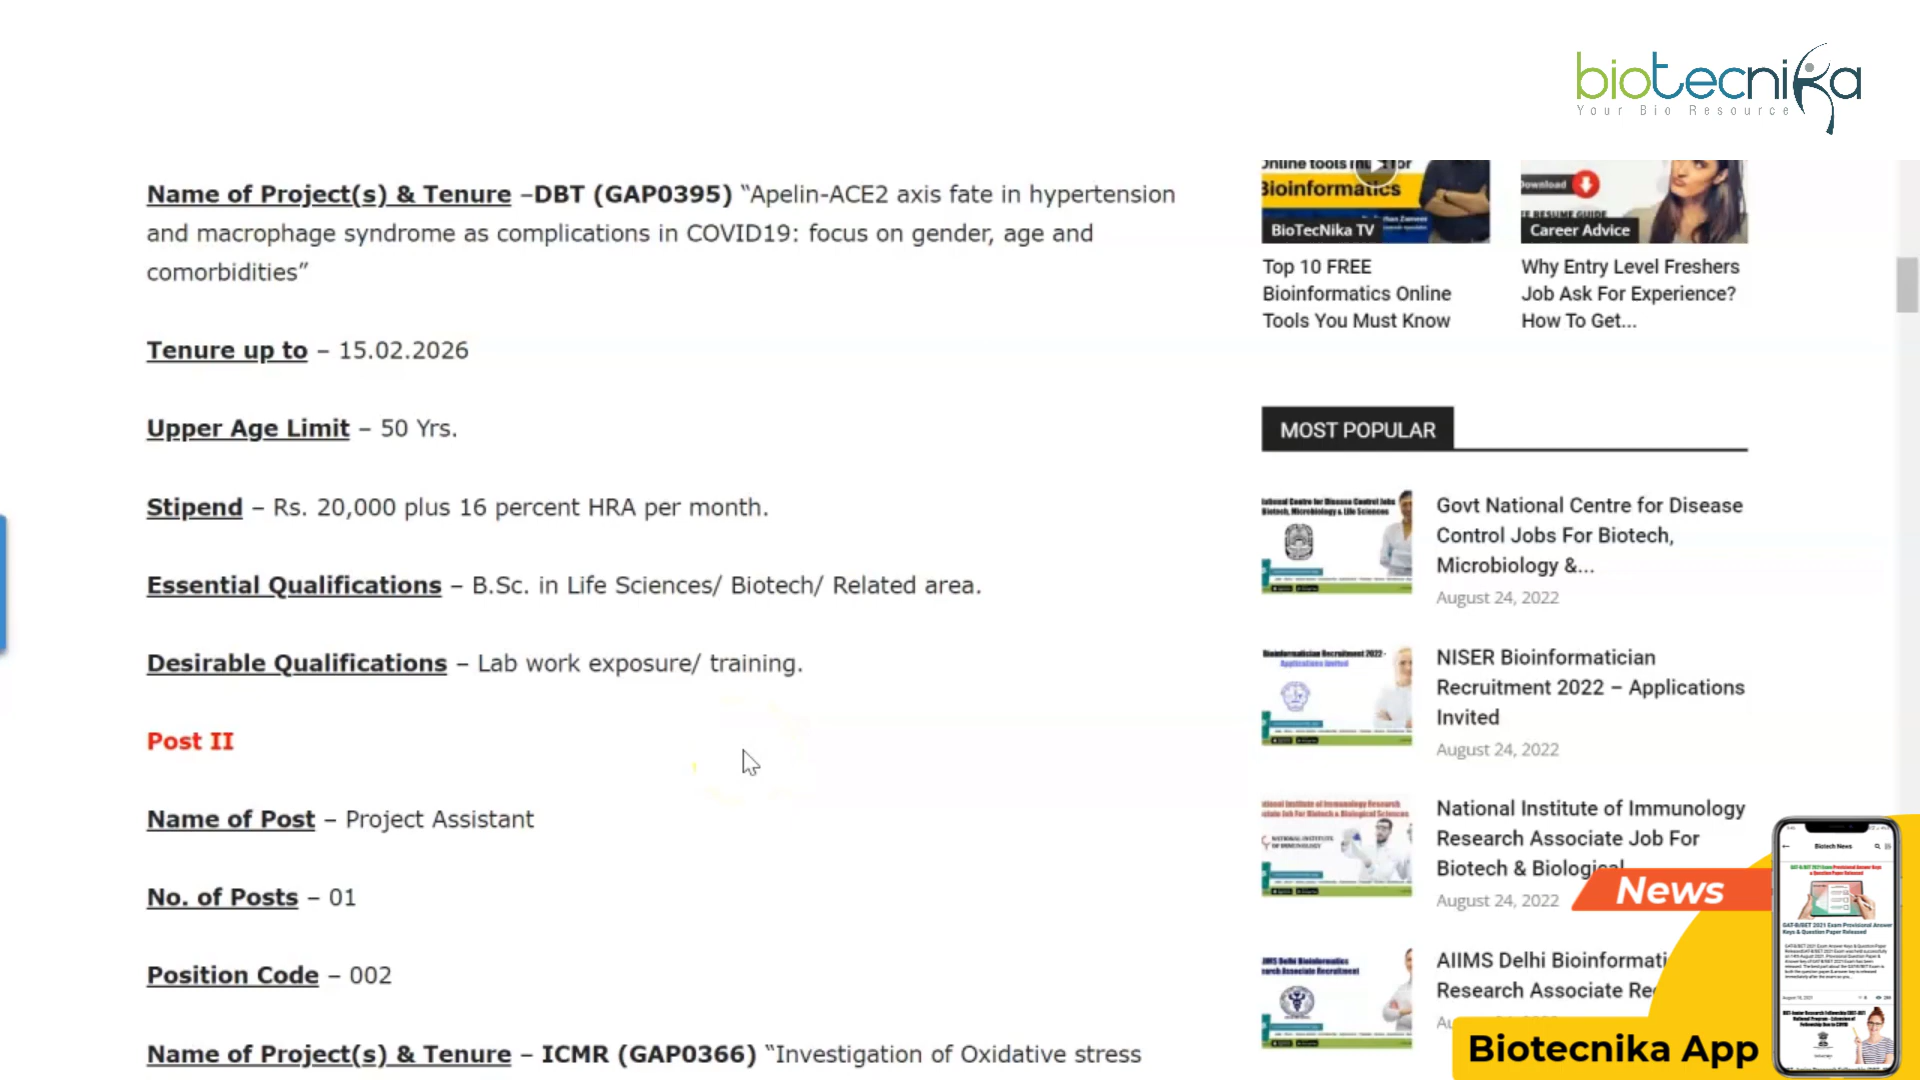 biotecnika
Your Bio Resource
Name of Project(s) & Tenure –DBT (GAP0395) “Apelin-ACE2 axis fate in hypertension
and macrophage syndrome as complications in COVID19: focus on gender, age and
comorbidities”
Tenure up to – 15.02.2026
Upper Age Limit – 50 Yrs.
Stipend – Rs. 20,000 plus 16 percent HRA per month.
Essential Qualifications – B.Sc. in Life Sciences/ Biotech/ Related area.
Desirable Qualifications – Lab work exposure/ training.
Post II
Name of Post – Project Assistant
No. of Posts – 01
Position Code – 002
Name of Project(s) & Tenure – ICMR (GAP0366) “Investigation of Oxidative stress
Bioinformatics
BioTecNika TV
Top 10 FREE
Bioinformatics Online
Tools You Must Know
Download
Career Advice
Why Entry Level Freshers
Job Ask For Experience?
How To Get...
MOST POPULAR
Govt National Centre for Disease
Control Jobs For Biotech,
Microbiology &...
August 24, 2022
NISER Bioinformatician
Recruitment 2022 – Applications
Invited
August 24, 2022
National Institute of Immunology
Research Associate Job For
Biotech & Biological
August 24, 2022
AIIMS Delhi
Research Associate
News
Biotech News
Biotecnika App